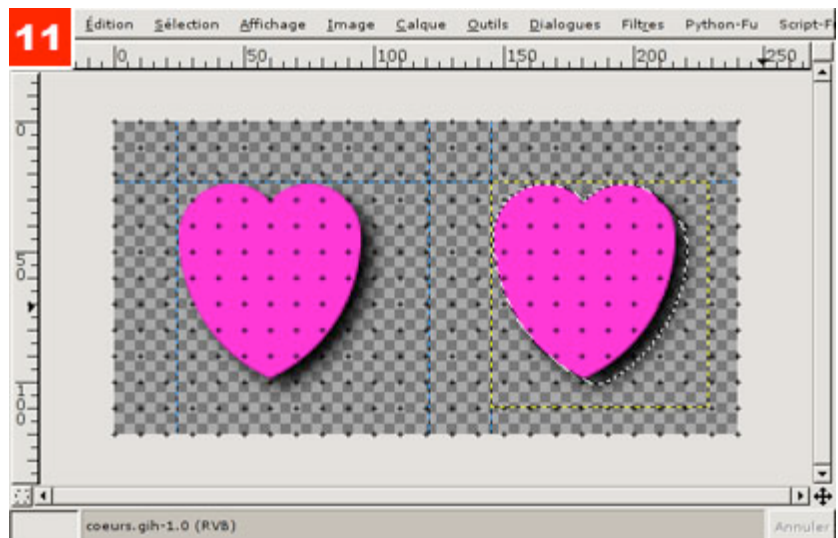 11
Édition Sélection Affichage Image Calque Outils Dialogues Filtres Python-Fu Script-F
0 50 100 150 200 250
0
50
100
coeurs.gih-1.0 (RVB)
Annuler